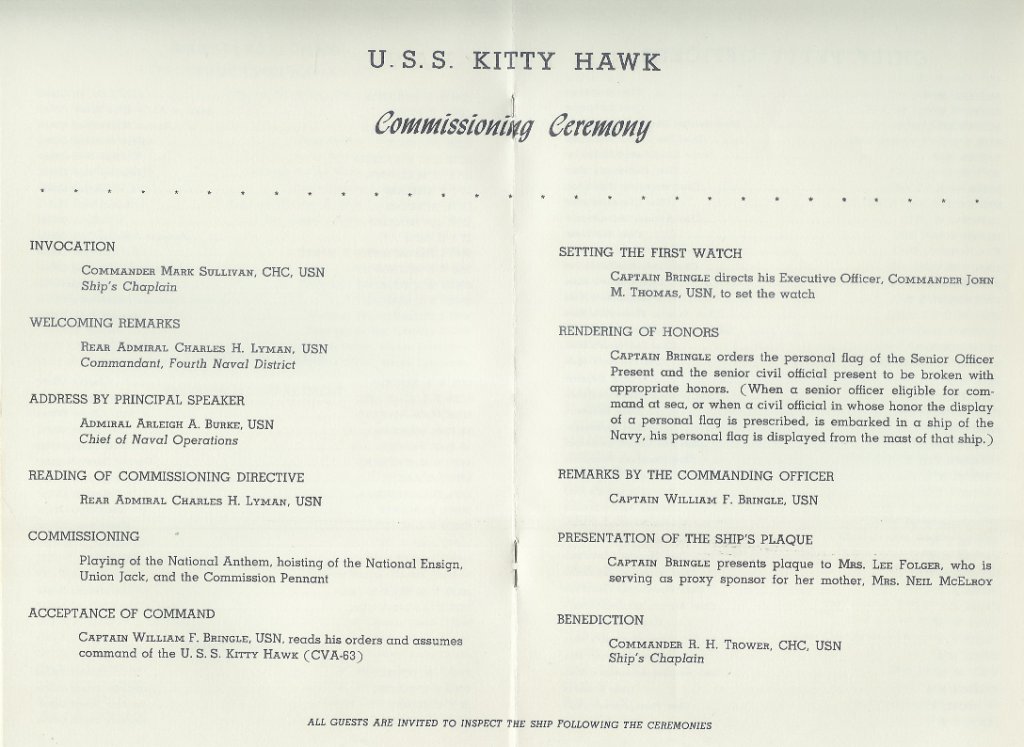 U.S.S. KITTY HAWK
Commissioning Ceremony
* * * * * * * * * * * * * * * * * * * * * * * * * * * * *
INVOCATION
COMMANDER MARK SULLIVAN, CHC, USN
Ship's Chaplain
WELCOMING REMARKS
REAR ADMIRAL CHARLES H. LYMAN, USN
Commandant, Fourth Naval District
ADDRESS BY PRINCIPAL SPEAKER
ADMIRAL ARLEIGH A. BURKE, USN
Chief of Naval Operations
READING OF COMMISSIONING DIRECTIVE
REAR ADMIRAL CHARLES H. LYMAN, USN
COMMISSIONING
Playing of the National Anthem, hoisting of the National Ensign,
Union Jack, and the Commission Pennant
ACCEPTANCE OF COMMAND
CAPTAIN WILLIAM F. BRINGLE, USN, reads his orders and assumes
command of the U. S. S. KITTY HAWK (CVA-63)
SETTING THE FIRST WATCH
CAPTAIN BRINGLE directs his Executive Officer, COMMANDER JOHN
M. THOMAS, USN, to set the watch
RENDERING OF HONORS
CAPTAIN BRINGLE orders the personal flag of the Senior Officer
Present and the senior civil official present to be broken with
appropriate honors. (When a senior officer eligible for com-
mand at sea, or when a civil official in whose honor the display
of a personal flag is prescribed, is embarked in a ship of the
Navy, his personal flag is displayed from the mast of that ship.)
REMARKS BY THE COMMANDING OFFICER
CAPTAIN WILLIAM F. BRINGLE, USN
PRESENTATION OF THE SHIP'S PLAQUE
CAPTAIN BRINGLE presents plaque to MRS. LEE FOLGER, who is
serving as proxy sponsor for her mother, MRS. NEIL MCELROY
BENEDICTION
COMMANDER R. H. TROWER, CHC, USN
Ship's Chaplain
ALL GUESTS ARE INVITED TO INSPECT THE SHIP FOLLOWING THE CEREMONIES